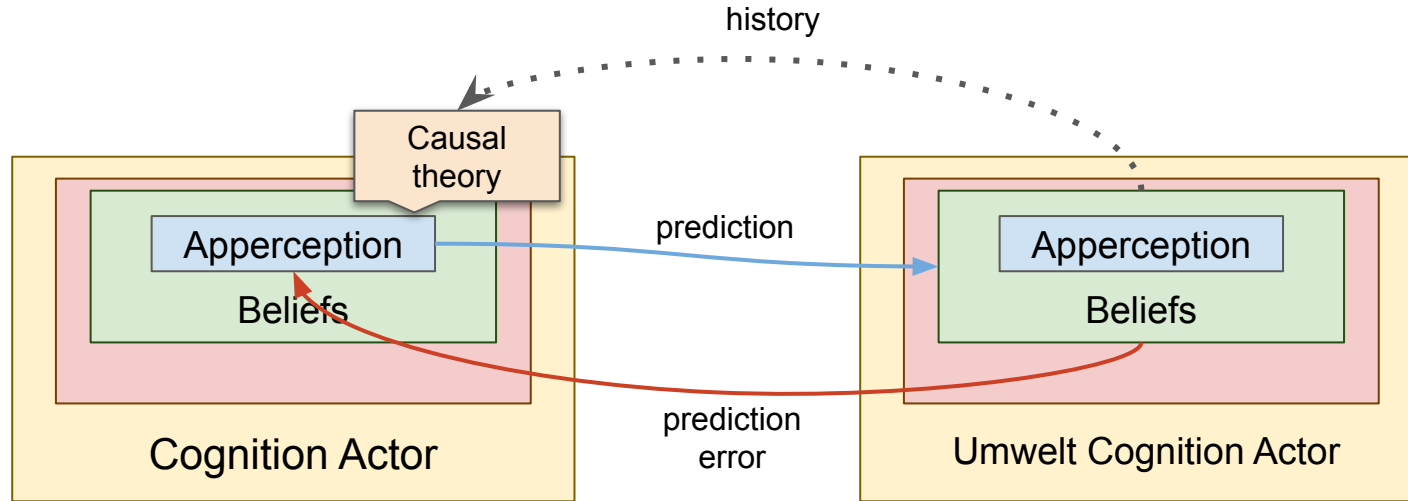 history
Causal
theory
Apperception
prediction
Apperception
Beliefs
Beliefs
prediction
error
Cognition Actor
Umwelt Cognition Actor